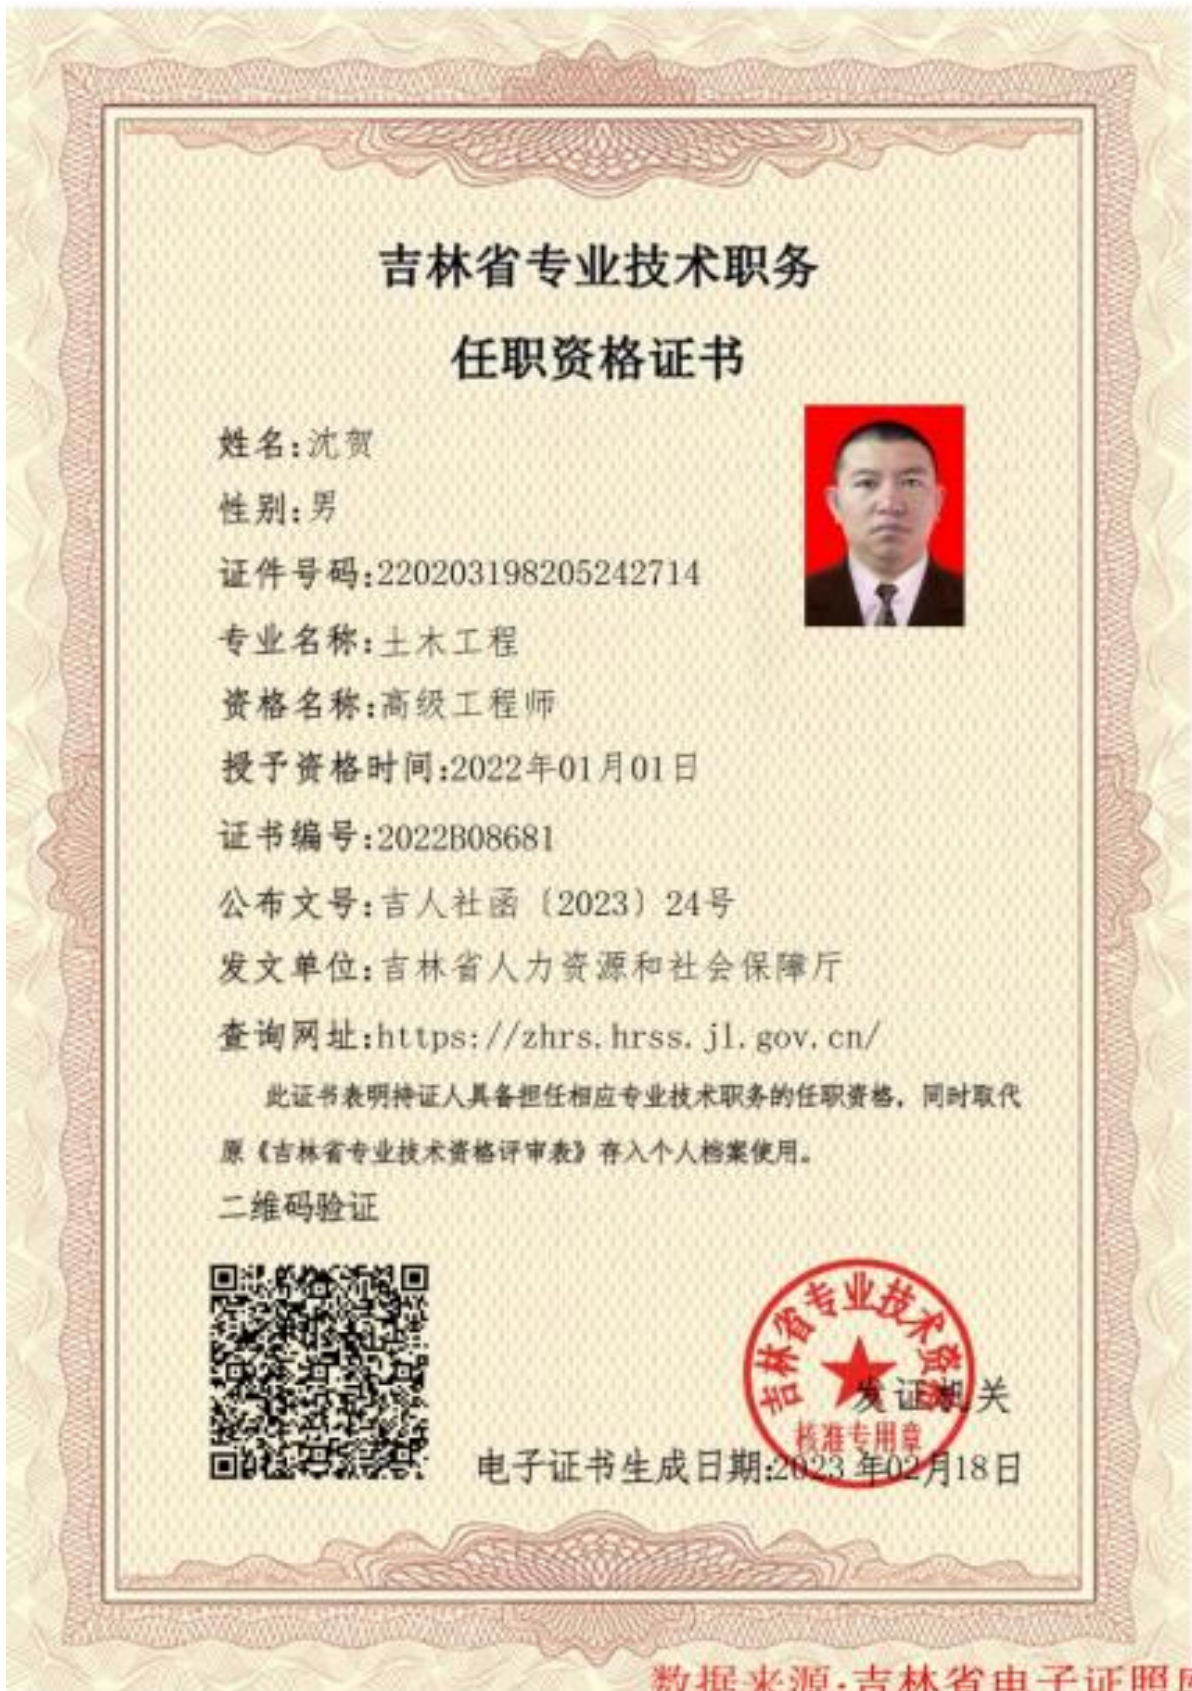 吉林省专业技术职务
任职资格证书
姓名:沈贺
性别:男
证件号码:220203198205242714
专业名称:土木工程
资格名称:高级工程师
授予资格时间:2022年01月01日
证书编号:2022B08681
公布文号:吉人社函〔2023〕24号
发文单位:吉林省人力资源和社会保障厅
查询网址:https://zhrs.hrss.jl.gov.cn/
此证书表明持证人具备担任相应专业技术职务的任职资格，同时取代
原《吉林省专业技术资格评审表》存入个人档案使用。
二维码验证
吉林省专业技术资格
核准专用章
发证机关
电子证书生成日期:2023年02月18日
数据来源:吉林省电子证照库